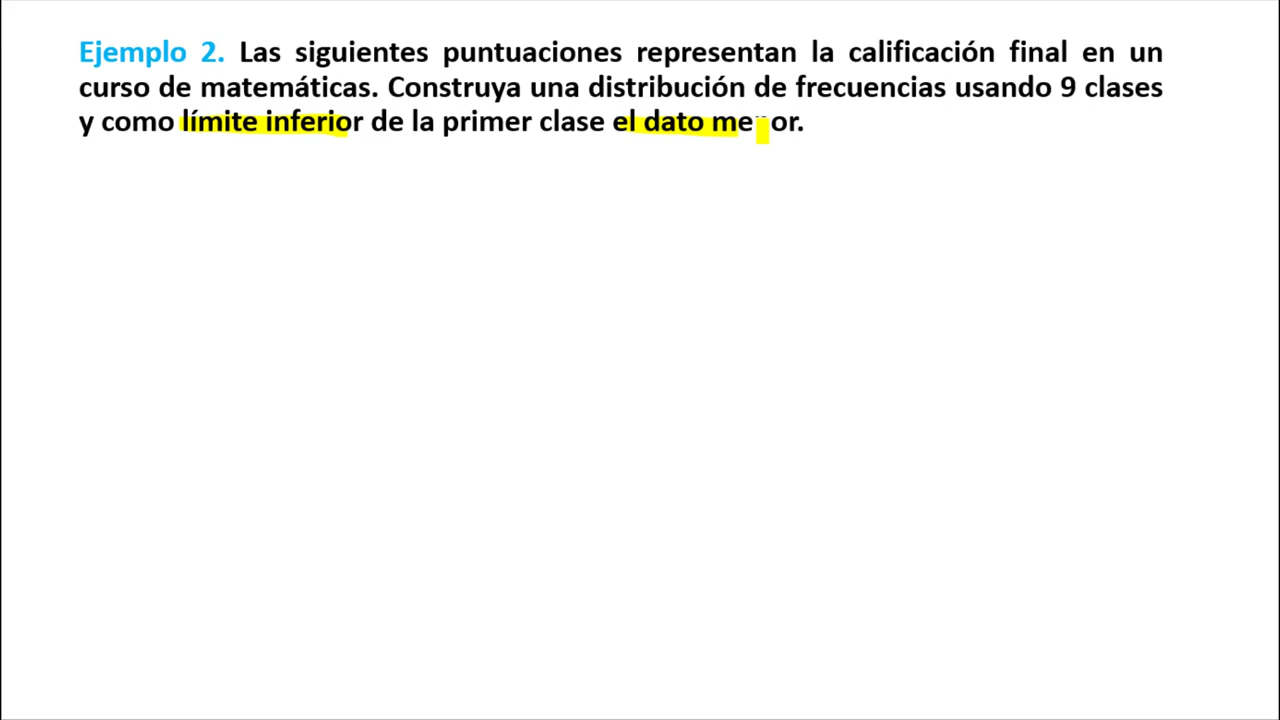 Ejemplo 2. Las siguientes puntuaciones representan la calificación final en un
curso de matemáticas. Construya una distribución de frecuencias usando 9 clases
y como límite inferior de la primer clase el dato menor.